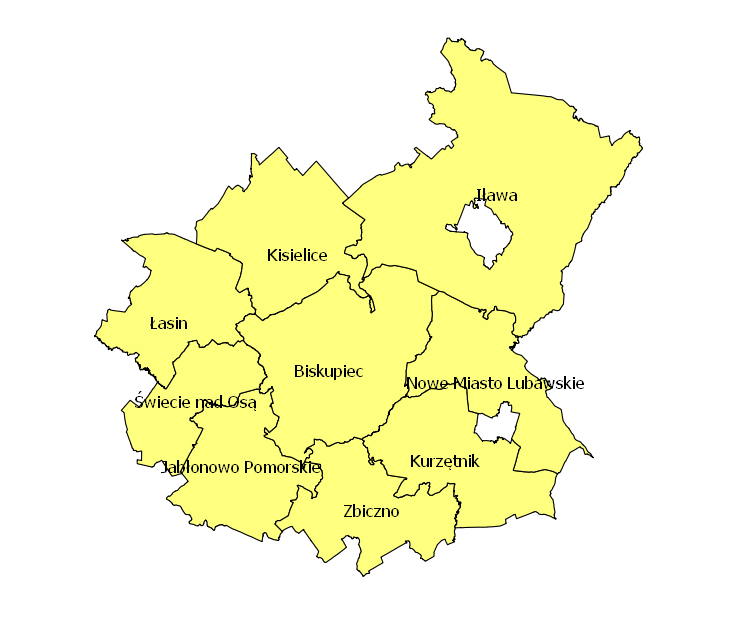 Iława
Kisielice
Łasin
Biskupiec
Nowe Miasto Lubawskie
Świecie nad Osą
Kurzętnik
Jabłonowo Pomorskie
Zbiczno